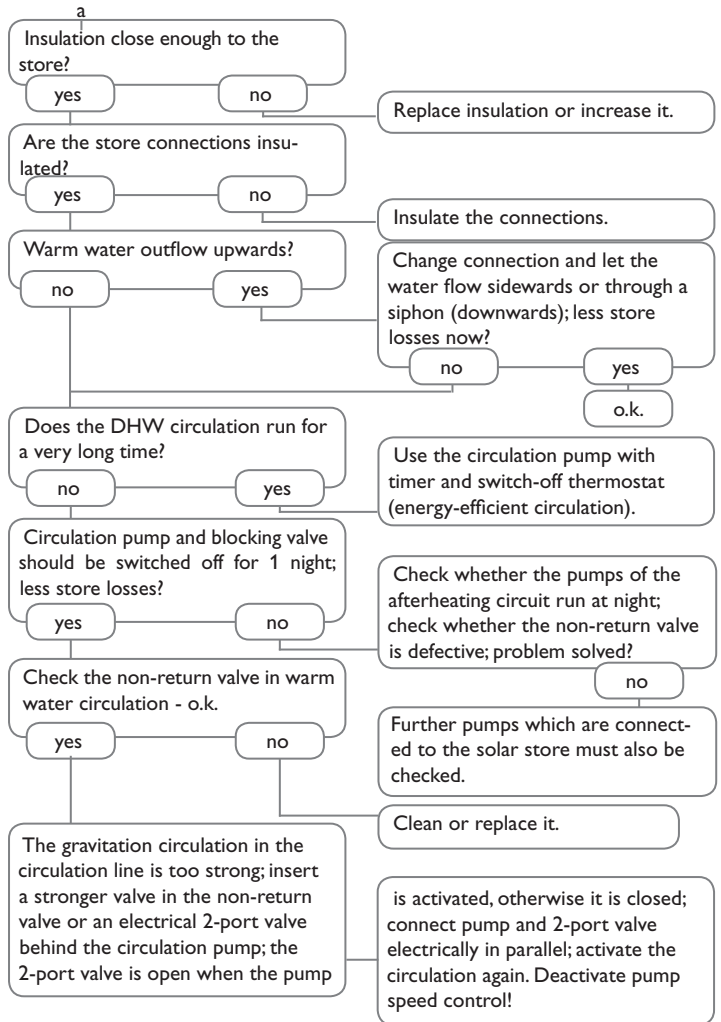 a
Insulation close enough to the
store?
yes
no
Replace insulation or increase it.
Are the store connections insu-
lated?
yes
no
Insulate the connections.
Warm water outflow upwards?
no
yes
Change connection and let the
water flow sidewards or through a
siphon (downwards); less store
losses now?
no
yes
o.k.
Does the DHW circulation run for
a very long time?
no
yes
Use the circulation pump with
timer and switch-off thermostat
(energy-efficient circulation).
Circulation pump and blocking valve
should be switched off for 1 night;
less store losses?
yes
no
Check whether the pumps of the
afterheating circuit run at night;
check whether the non-return valve
is defective; problem solved?
no
Further pumps which are connect-
ed to the solar store must also be
checked.
Check the non-return valve in warm
water circulation - o.k.
yes
no
Clean or replace it.
The gravitation circulation in the
circulation line is too strong; insert
a stronger valve in the non-return
valve or an electrical 2-port valve
behind the circulation pump; the
2-port valve is open when the pump
is activated, otherwise it is closed;
connect pump and 2-port valve
electrically in parallel; activate the
circulation again. Deactivate pump
speed control!